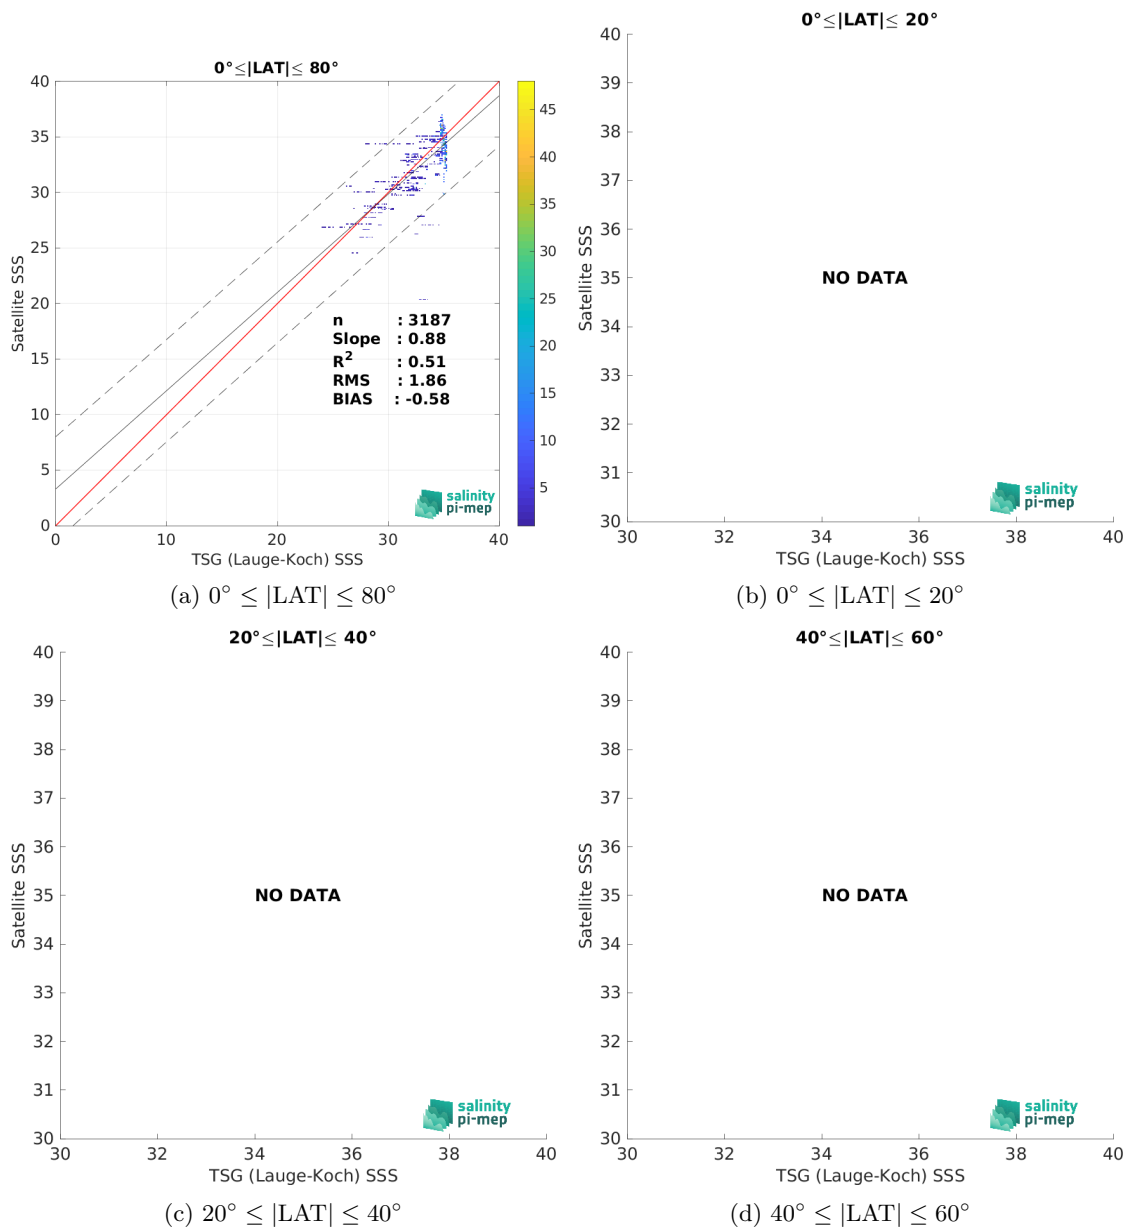 0°≤|LAT|≤ 80°
40
35
30
25
20
15
10
5
0
0
10
20
30
40
Satellite SSS
TSG (Lauge-Koch) SSS
n : 3187
Slope : 0.88
R² : 0.51
RMS : 1.86
BIAS : -0.58
salinity
pi-mep
45
40
35
30
25
20
15
10
5
(a) 0° ≤ |LAT| ≤ 80°
0°≤|LAT|≤ 20°
40
39
38
37
36
35
34
33
32
31
30
30
32
34
36
38
40
Satellite SSS
NO DATA
salinity
pi-mep
TSG (Lauge-Koch) SSS
(b) 0° ≤ |LAT| ≤ 20°
20°≤|LAT|≤ 40°
40
39
38
37
36
35
34
33
32
31
30
30
32
34
36
38
40
Satellite SSS
NO DATA
salinity
pi-mep
TSG (Lauge-Koch) SSS
(c) 20° ≤ |LAT| ≤ 40°
40°≤|LAT|≤ 60°
40
39
38
37
36
35
34
33
32
31
30
30
32
34
36
38
40
Satellite SSS
NO DATA
salinity
pi-mep
TSG (Lauge-Koch) SSS
(d) 40° ≤ |LAT| ≤ 60°